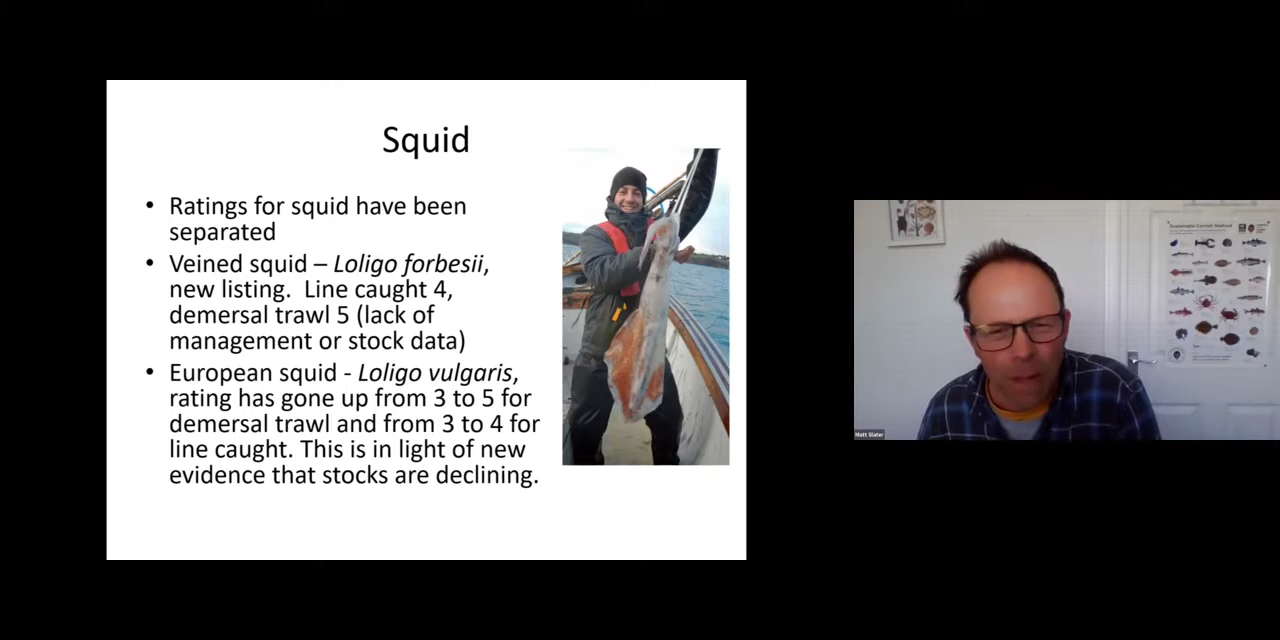 Squid
• Ratings for squid have been
separated
• Veined squid – Loligo forbesii,
new listing.  Line caught 4,
demersal trawl 5 (lack of
management or stock data)
• European squid - Loligo vulgaris,
rating has gone up from 3 to 5 for
demersal trawl and from 3 to 4 for
line caught. This is in light of new
evidence that stocks are declining.
Sustainable Cornish Seafood
Matt Slater